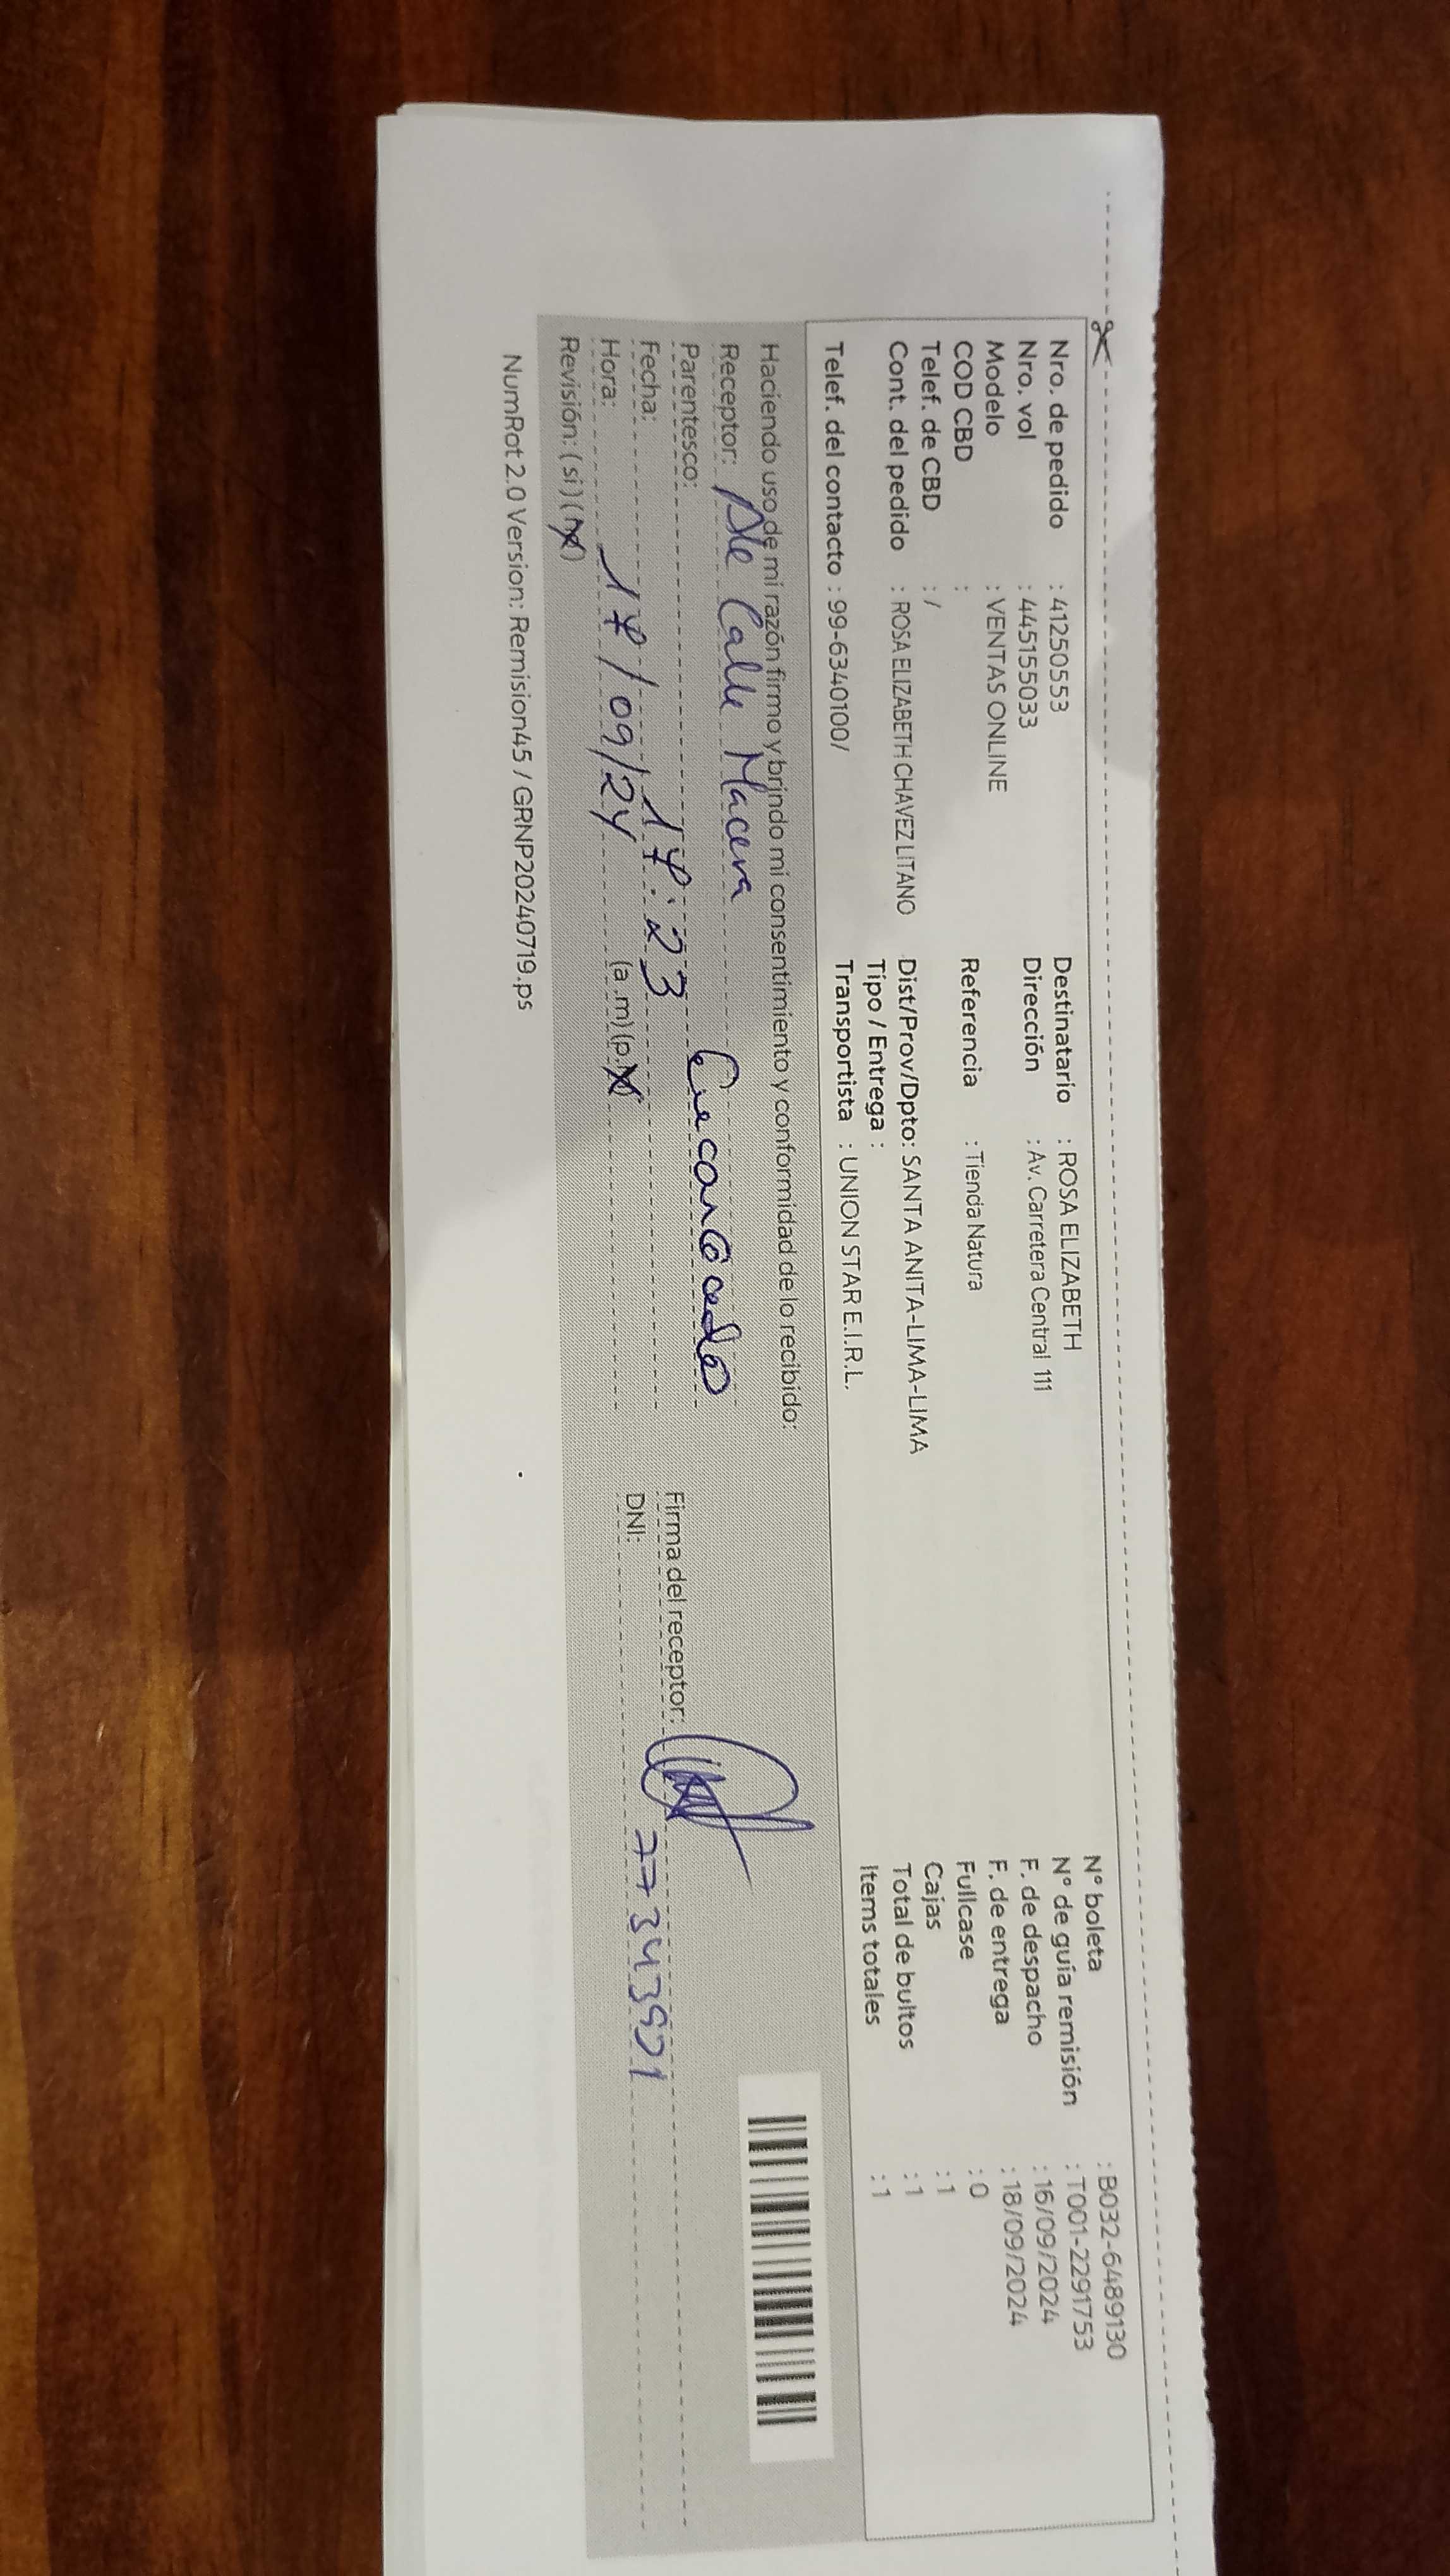 Nro. de pedido : 41250553
Nro. vol : 445155033
Modelo : VENTAS ONLINE
COD CBD :
Telef. de CBD : /
Cont. del pedido : ROSA ELIZABETH CHAVEZ LITANO
Telef. del contacto : 99-6340100/
Destinatario : ROSA ELIZABETH
Dirección : Av. Carretera Central 111
Referencia : Tienda Natura
Dist/Prov/Dpto: SANTA ANITA-LIMA-LIMA
Tipo / Entrega :
Transportista : UNION STAR E.I.R.L.
N° boleta : B032-6489130
N° de guía remisión : T001-2291753
F. de despacho : 16/09/2024
F. de entrega : 18/09/2024
Fullcase : 0
Cajas : 1
Total de bultos : 1
Items totales : 1
Haciendo uso de mi razón firmo y brindo mi consentimiento y conformidad de lo recibido:
Receptor: Calle
Parentesco:
Fecha: 17:23
Hora: 17/09/24 (a.m)(p.
Revisión: (si)(
Firma del receptor:
DNI:
NumRot 2.0 Version: Remision45 / GRNP20240719.ps